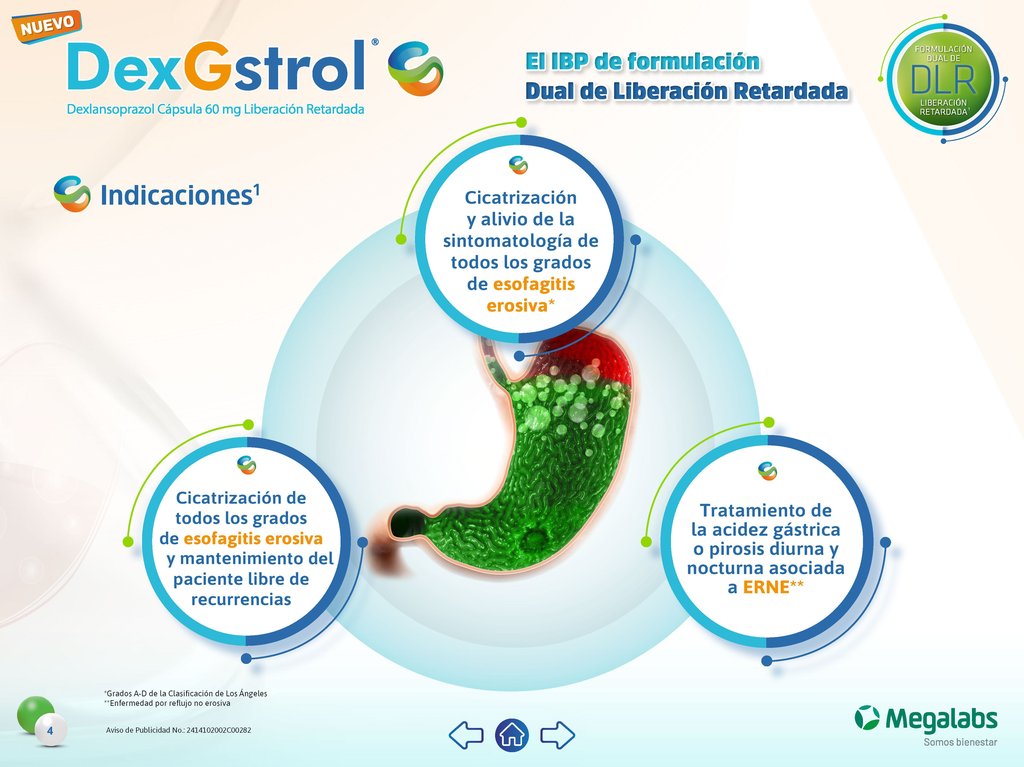 NUEVO
DexGstrol®
Dexlansoprazol Cápsula 60 mg Liberación Retardada
El IBP de formulación
Dual de Liberación Retardada
FORMULACIÓN
DUAL DE
DLR
LIBERACIÓN
RETARDADA¹
Indicaciones¹
Cicatrización
y alivio de la
sintomatología de
todos los grados
de esofagitis
erosiva*
Cicatrización de
todos los grados
de esofagitis erosiva
y mantenimiento del
paciente libre de
recurrencias
Tratamiento de
la acidez gástrica
o pirosis diurna y
nocturna asociada
a ERNE**
*Grados A-D de la Clasificación de Los Ángeles
**Enfermedad por reflujo no erosiva
4
Aviso de Publicidad No.: 2414102002C00282
Megalabs
Somos bienestar